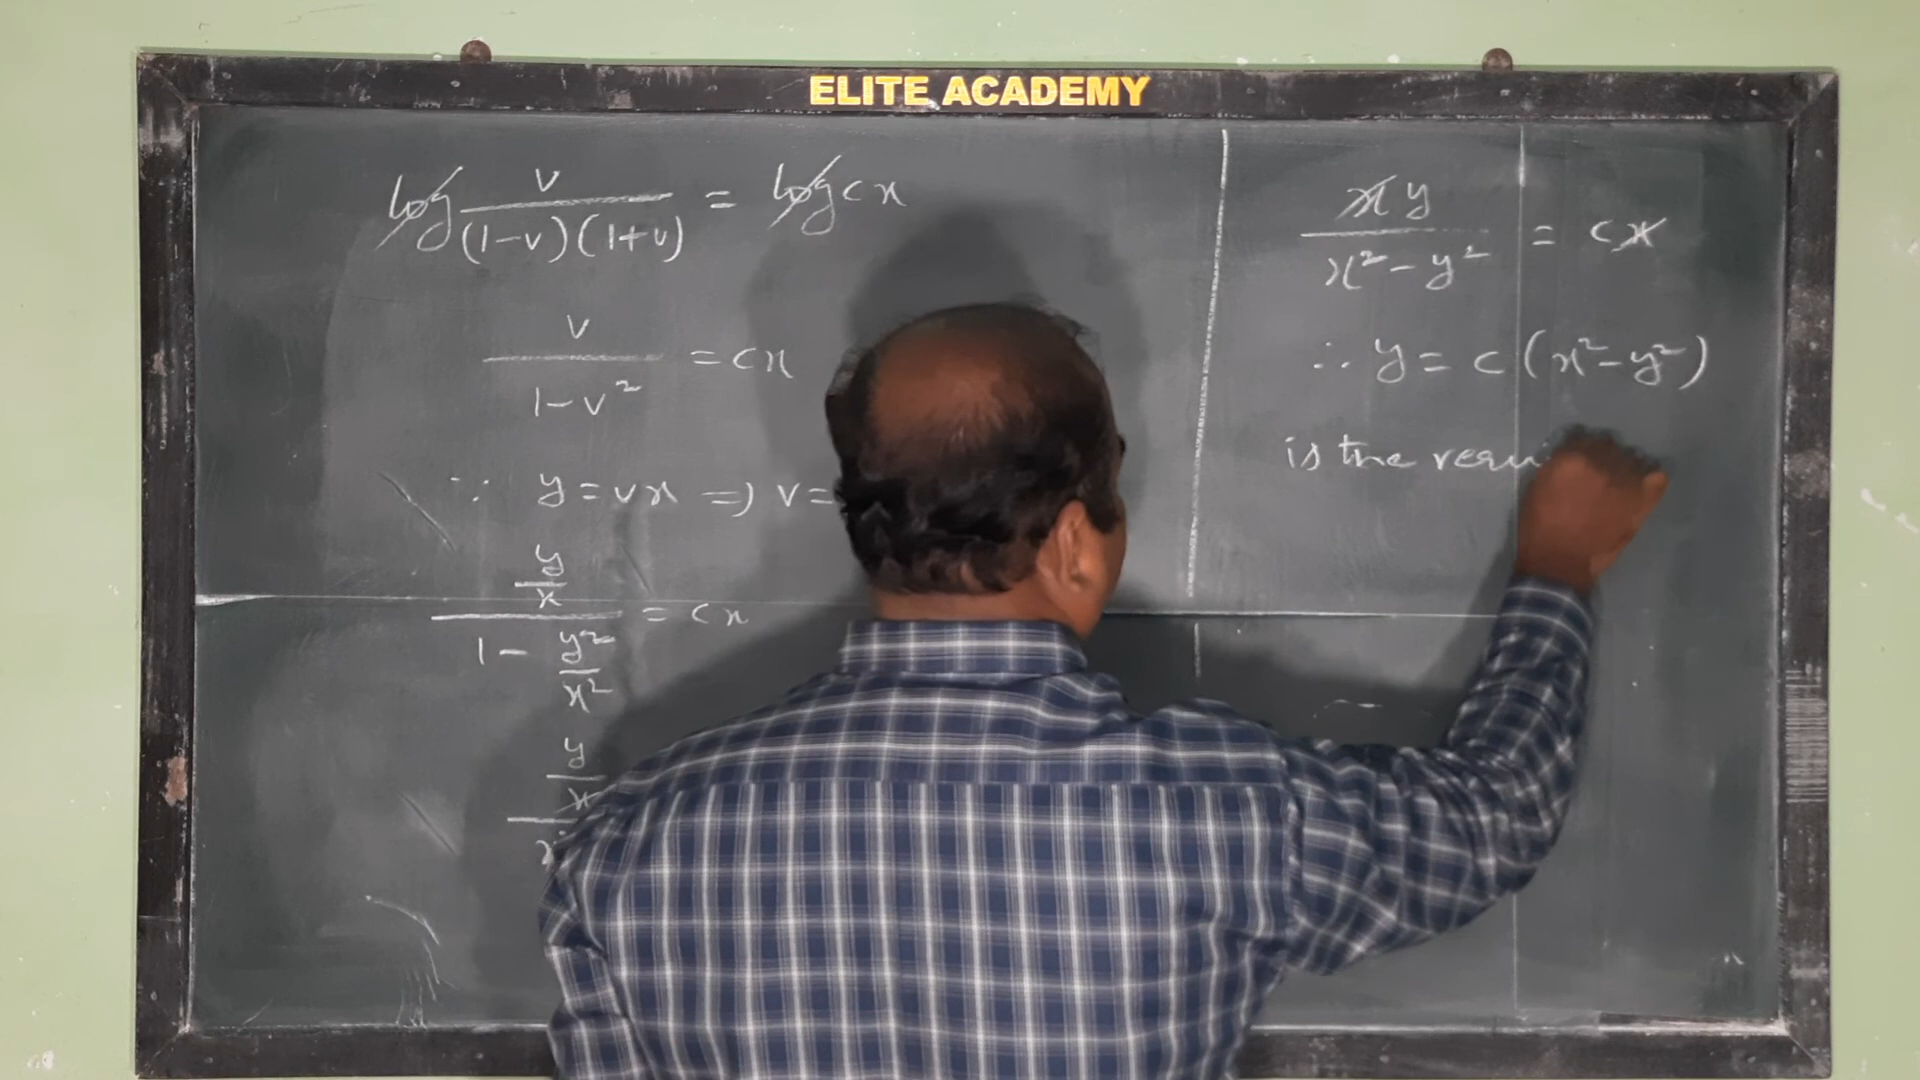 ELITE ACADEMY
log v/((1-v)(1+v)) = log cx
v/(1-v²) = cx
∵ y = vx ⇒ v =
(y/x)/(1 - y²/x²) = cx
y/x
xy/(x²-y²) = cx
∴ y = c(x²-y²)
is the